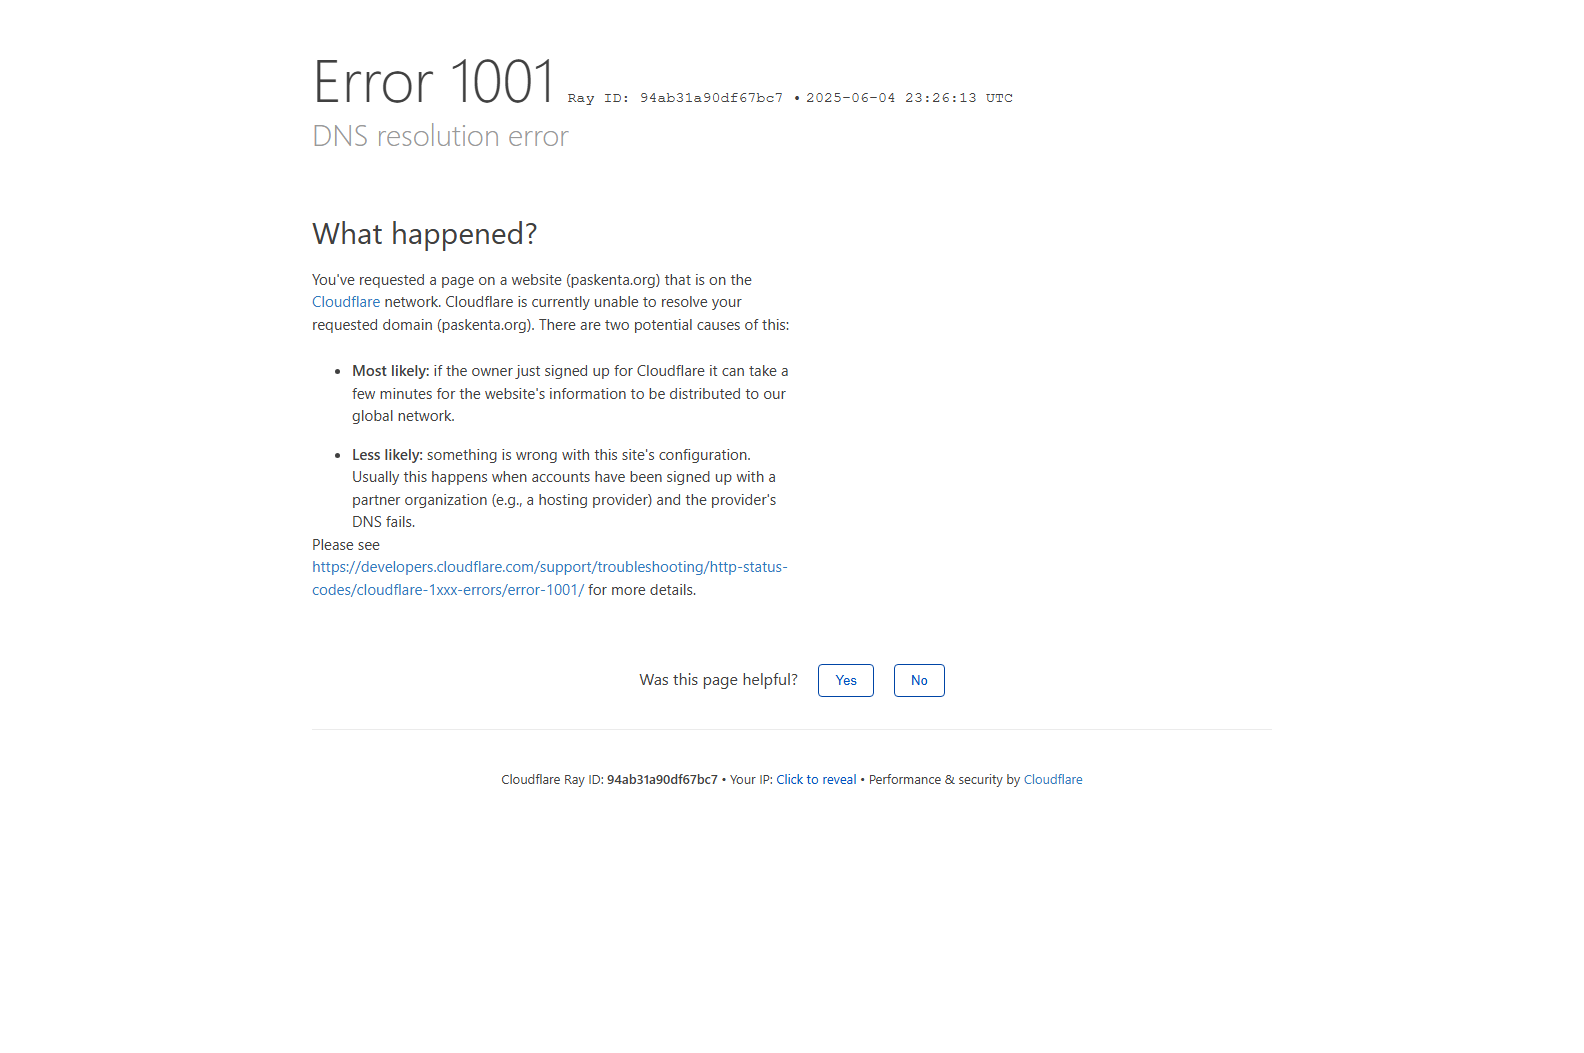 Error 1001 Ray ID: 94ab31a90df67bc7 • 2025-06-04 23:26:13 UTC
DNS resolution error
What happened?
You've requested a page on a website (paskenta.org) that is on the
Cloudflare network. Cloudflare is currently unable to resolve your
requested domain (paskenta.org). There are two potential causes of this:
• Most likely: if the owner just signed up for Cloudflare it can take a
few minutes for the website's information to be distributed to our
global network.
• Less likely: something is wrong with this site's configuration.
Usually this happens when accounts have been signed up with a
partner organization (e.g., a hosting provider) and the provider's
DNS fails.
Please see
https://developers.cloudflare.com/support/troubleshooting/http-status-
codes/cloudflare-1xxx-errors/error-1001/ for more details.
Was this page helpful? Yes No
Cloudflare Ray ID: 94ab31a90df67bc7 • Your IP: Click to reveal • Performance & security by Cloudflare